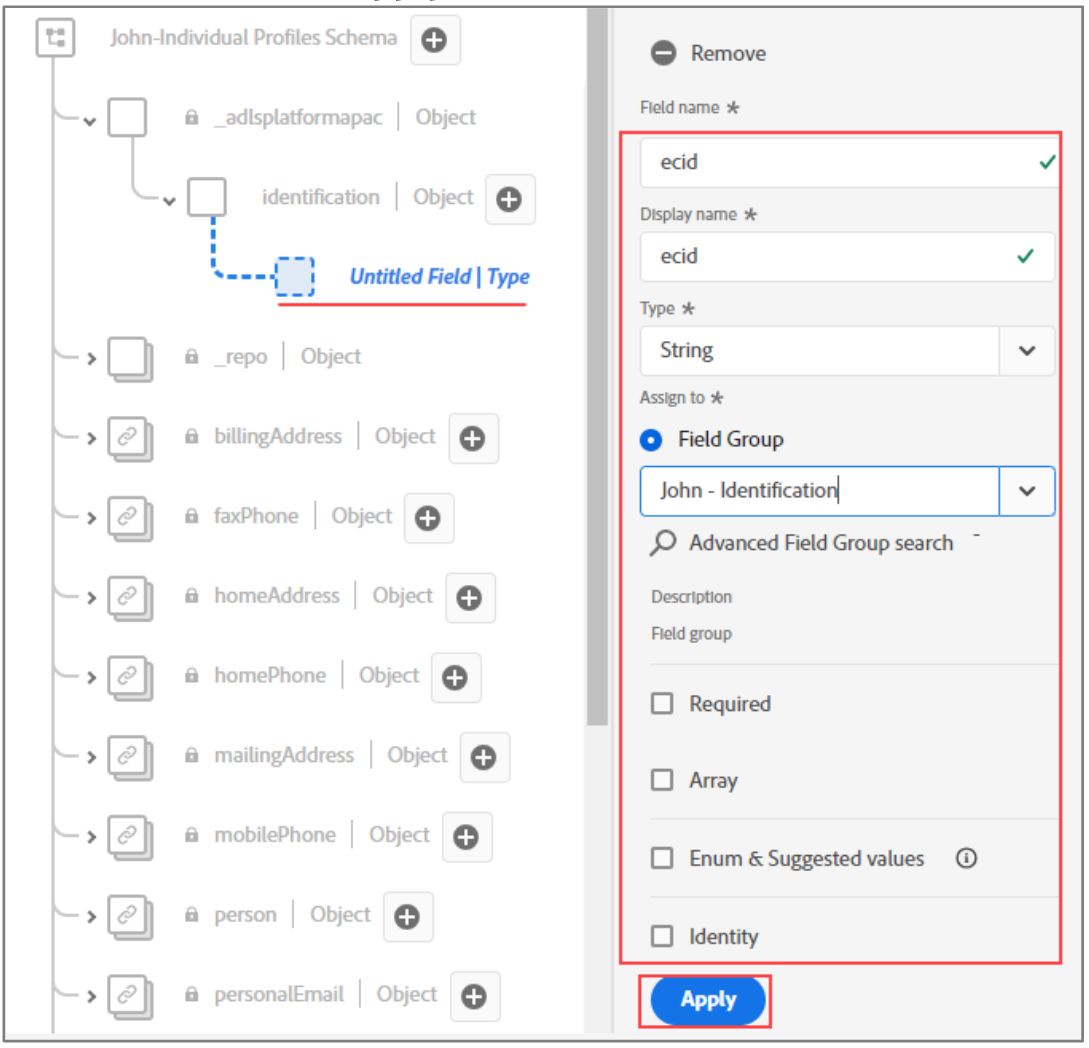 John-Individual Profiles Schema
_adlsplatformapac | Object
identification | Object
Untitled Field | Type
_repo | Object
billingAddress | Object
faxPhone | Object
homeAddress | Object
homePhone | Object
mailingAddress | Object
mobilePhone | Object
person | Object
personalEmail | Object
Remove
Field name *
ecid
Display name *
ecid
Type *
String
Assign to *
Field Group
John - Identification
Advanced Field Group search
Description
Field group
Required
Array
Enum & Suggested values
Identity
Apply